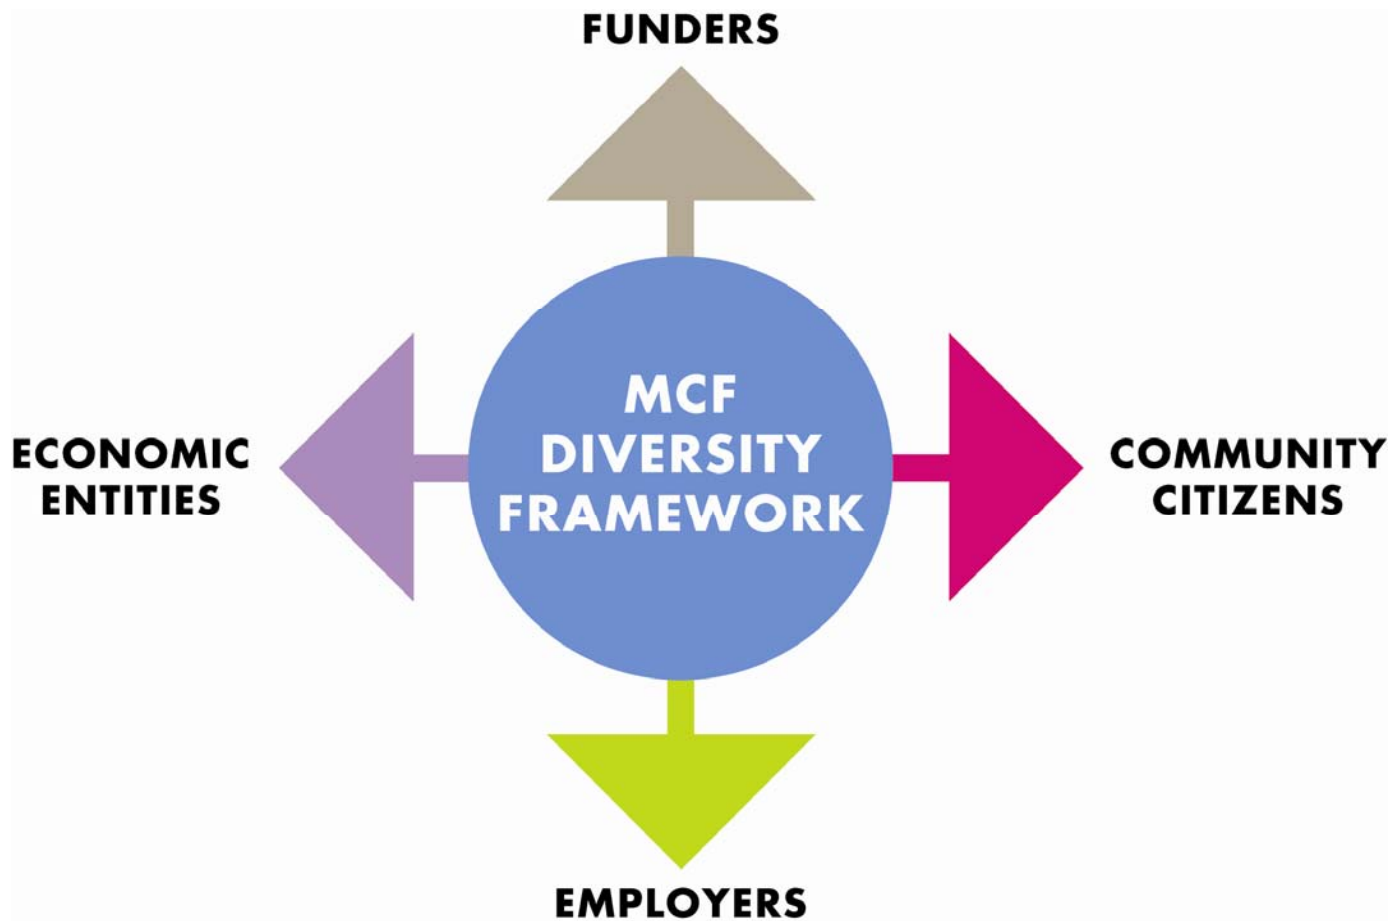 FUNDERS
MCF
DIVERSITY
FRAMEWORK
ECONOMIC
ENTITIES
COMMUNITY
CITIZENS
EMPLOYERS